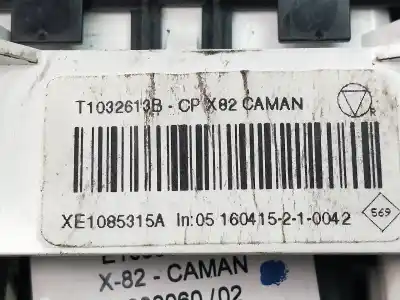 T1032613B - CP X82 CAMAN
R
XE1085315A In:05 160415-2-1-0042
569
X-82 - CAMAN